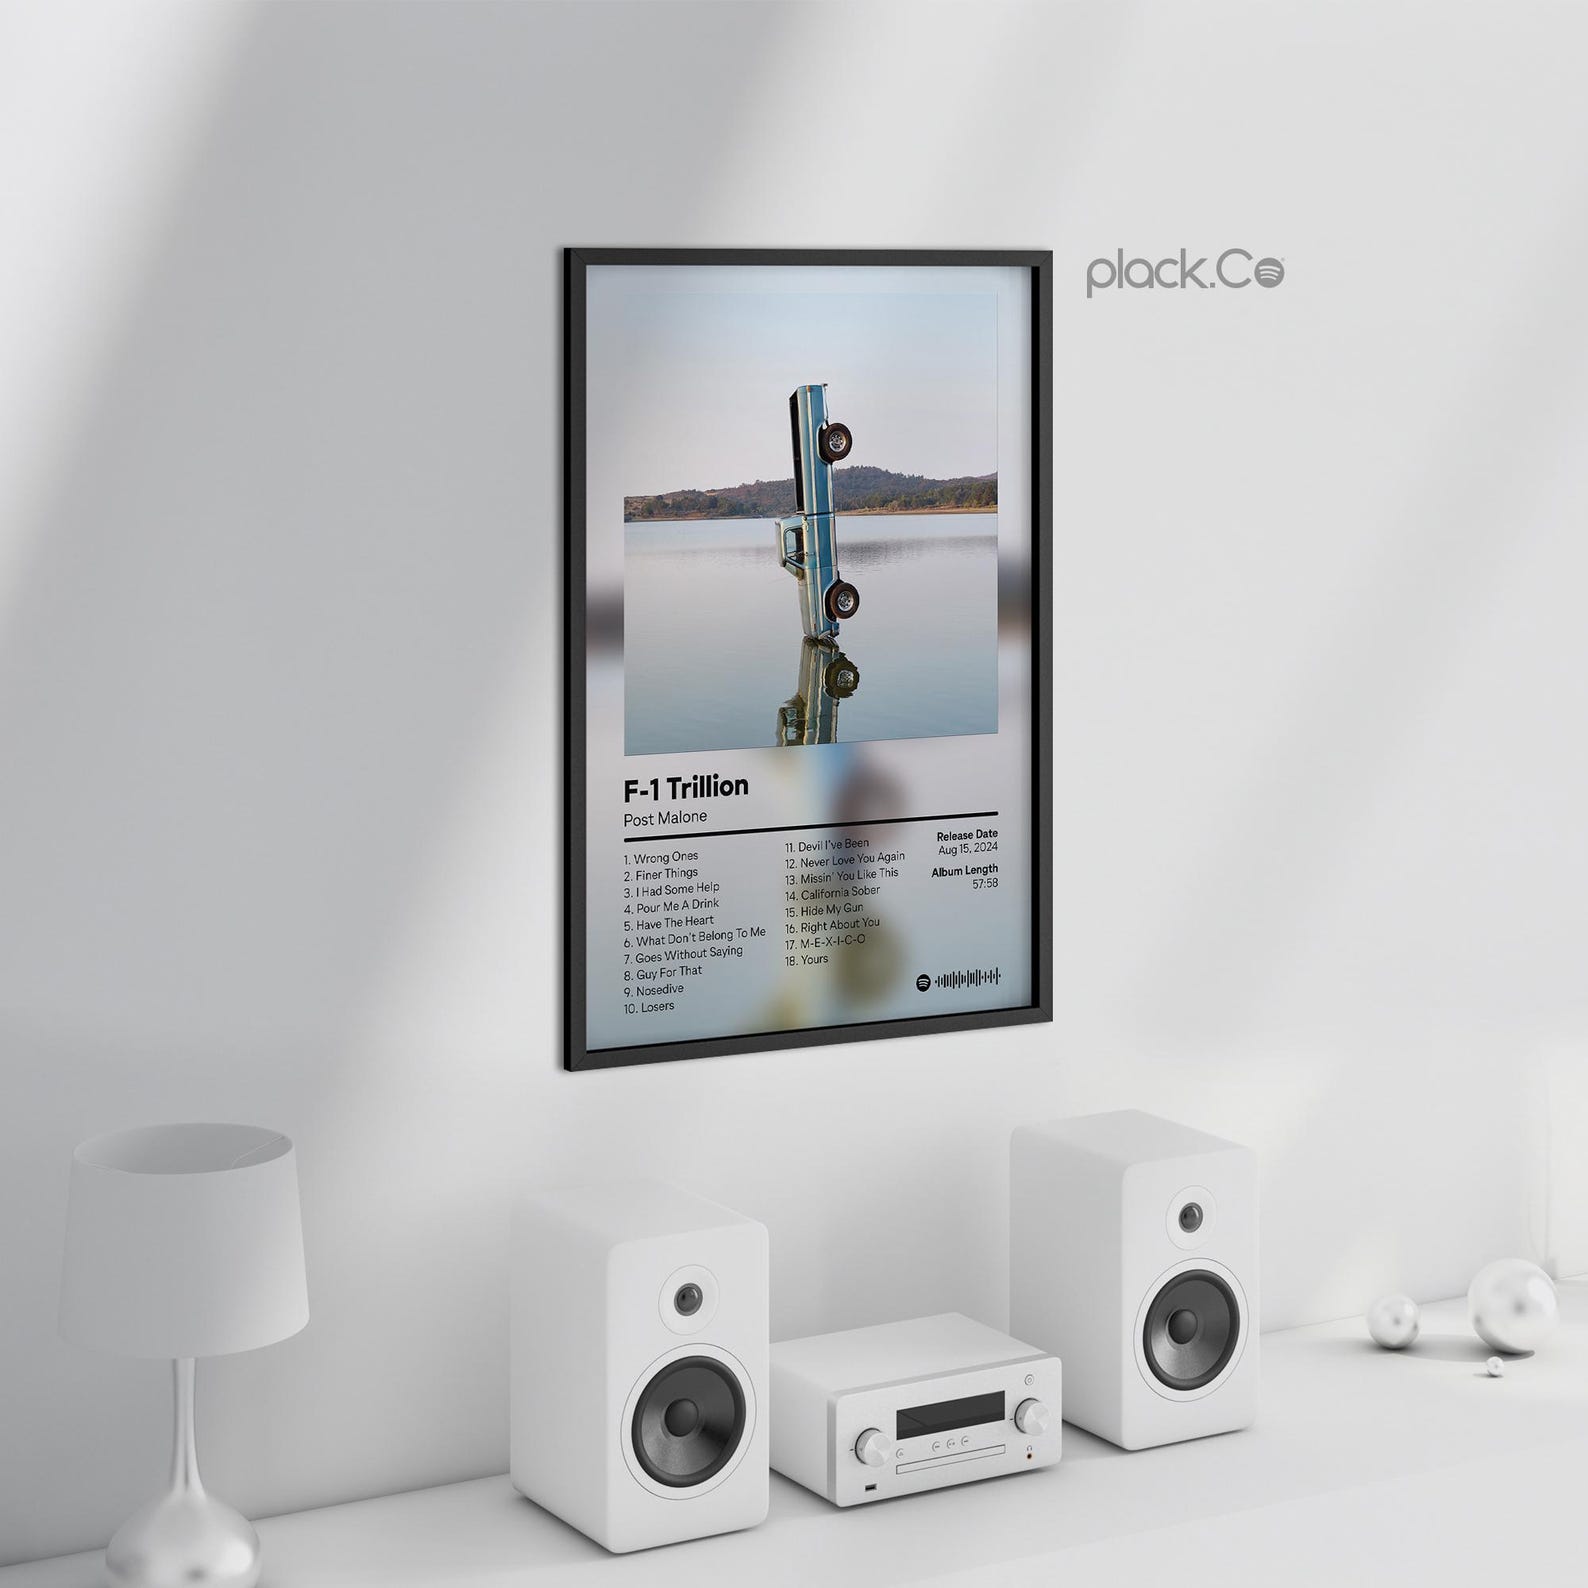 plack.Co
F-1 Trillion
Post Malone
1. Wrong Ones
2. Finer Things
3. I Had Some Help
4. Pour Me A Drink
5. Have The Heart
6. What Don't Belong To Me
7. Goes Without Saying
8. Guy For That
9. Nosedive
10. Losers
11. Devil I've Been
12. Never Love You Again
13. Missin' You Like This
14. California Sober
15. Hide My Gun
16. Right About You
17. M-E-X-I-C-O
18. Yours
Release Date
Aug 15, 2024
Album Length
57:58